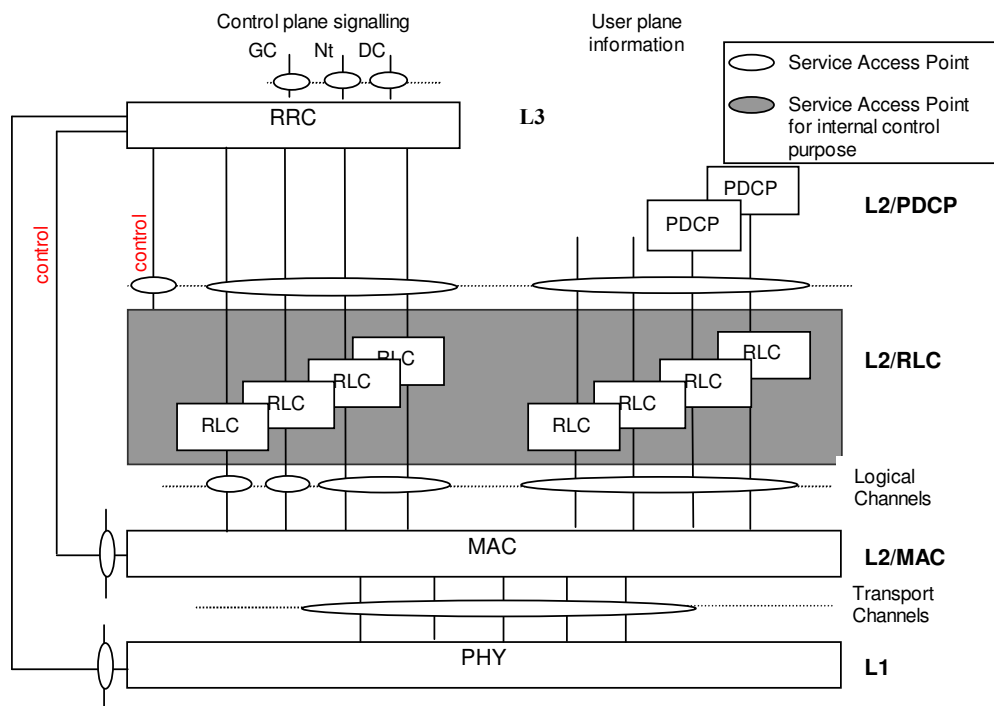 Control plane signalling
User plane
information
GC
Nt
DC
Service Access Point
Service Access Point
for internal control
purpose
RRC
L3
PDCP
PDCP
L2/PDCP
control
control
RLC
RLC
RLC
RLC
RLC
RLC
RLC
RLC
L2/RLC
Logical
Channels
MAC
L2/MAC
Transport
Channels
PHY
L1